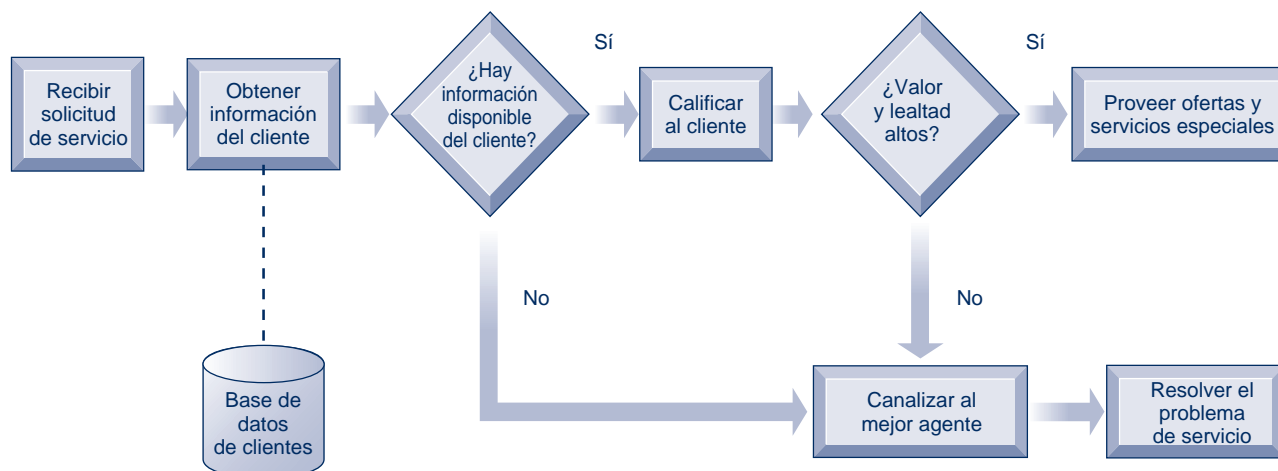 Recibir
solicitud
de servicio
Obtener
información
del cliente
¿Hay
información
disponible
del cliente?
Sí
Calificar
al cliente
¿Valor
y lealtad
altos?
Sí
Proveer ofertas y
servicios especiales
No
No
Base de
datos
de clientes
Canalizar al
mejor agente
Resolver el
problema
de servicio